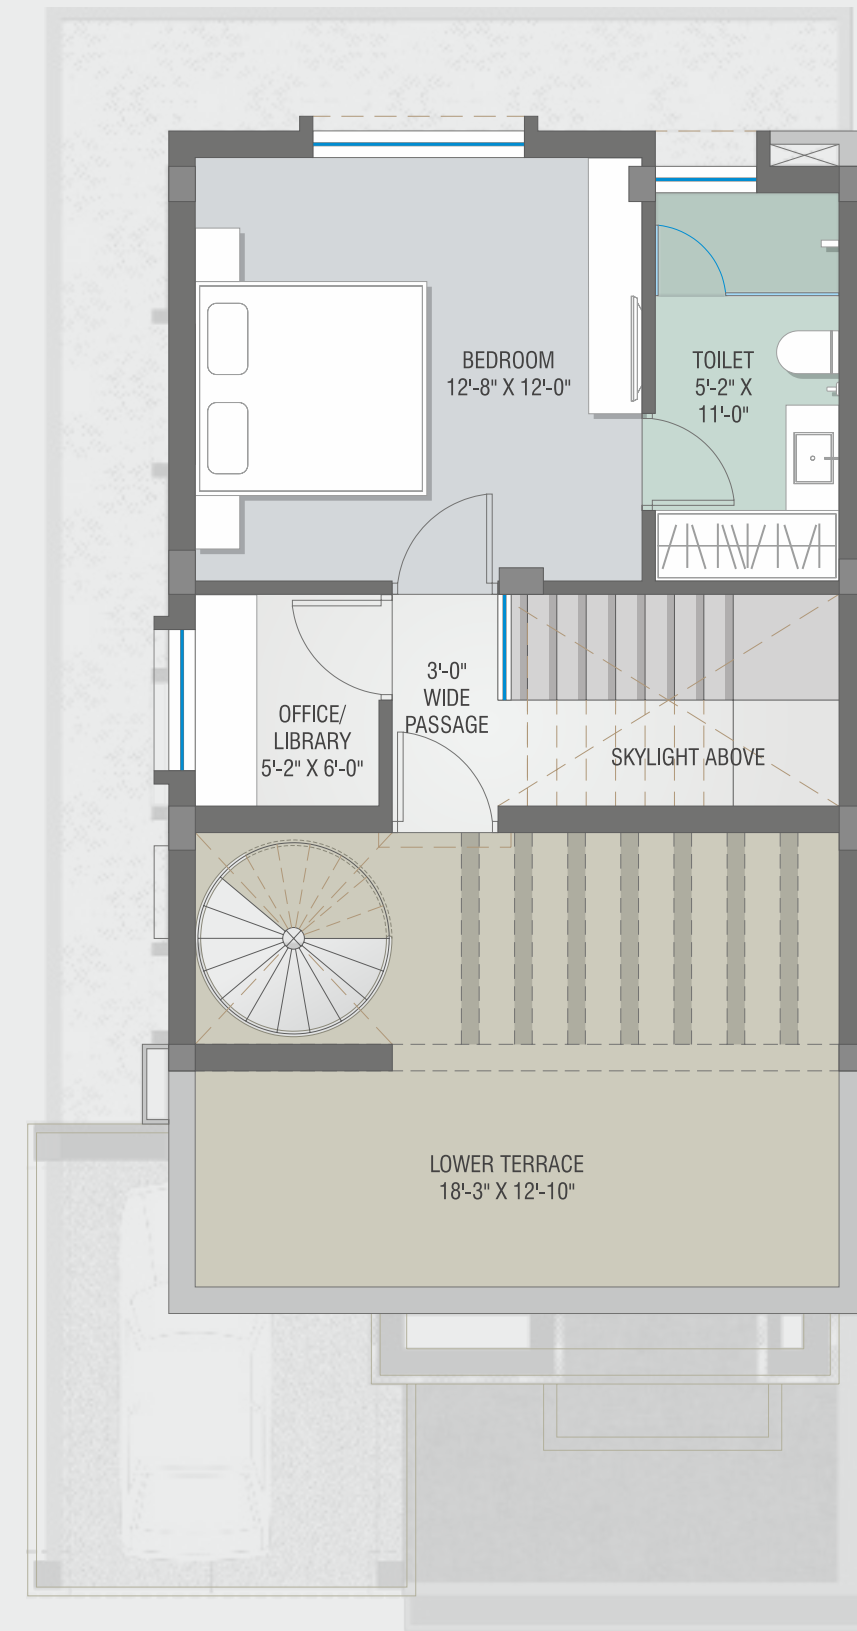 BEDROOM
12'-8" X 12'-0"
TOILET
5'-2" X
11'-0"
3'-0"
WIDE
PASSAGE
OFFICE/
LIBRARY
5'-2" X 6'-0"
SKYLIGHT ABOVE
LOWER TERRACE
18'-3" X 12'-10"